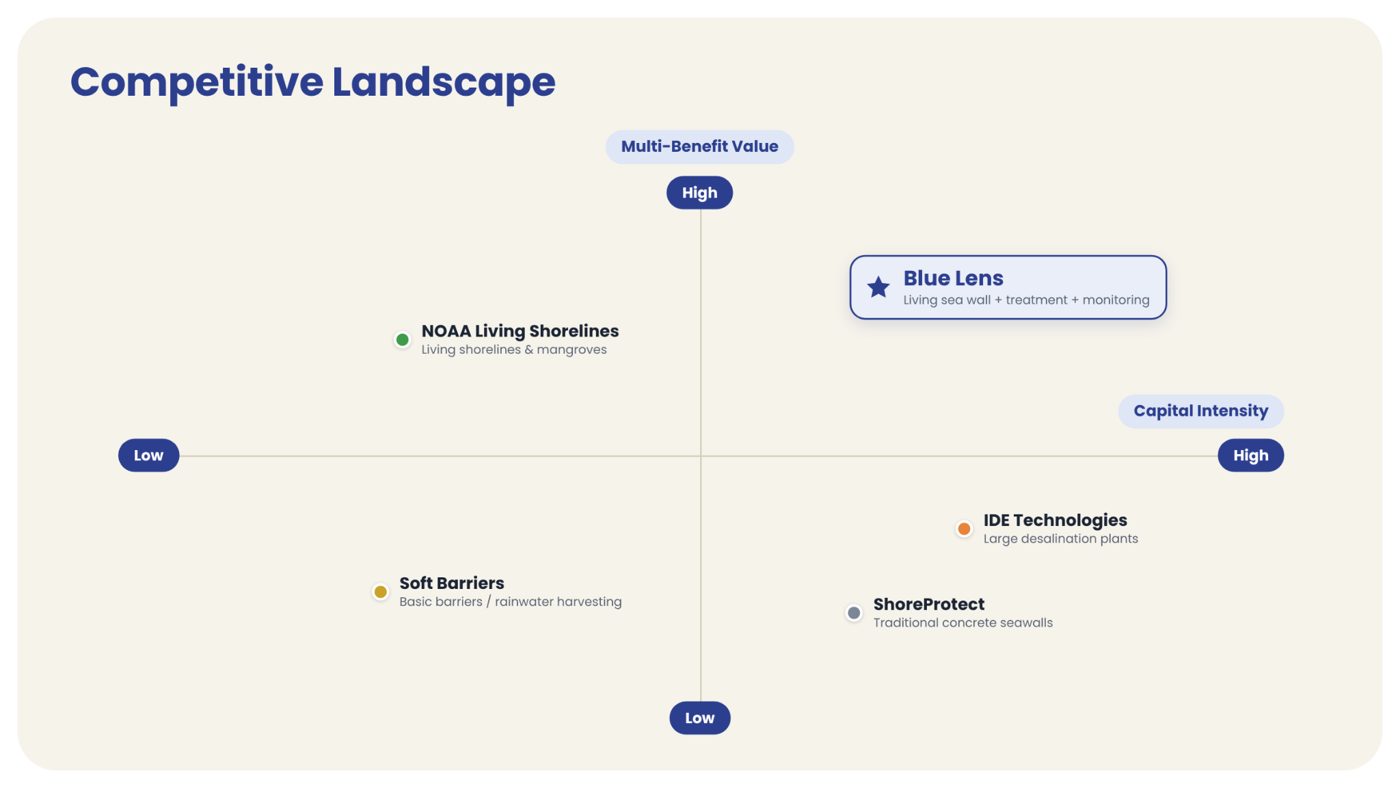 Competitive Landscape
Multi-Benefit Value
High
Blue Lens
Living sea wall + treatment + monitoring
NOAA Living Shorelines
Living shorelines & mangroves
Capital Intensity
Low
High
IDE Technologies
Large desalination plants
Soft Barriers
Basic barriers / rainwater harvesting
ShoreProtect
Traditional concrete seawalls
Low